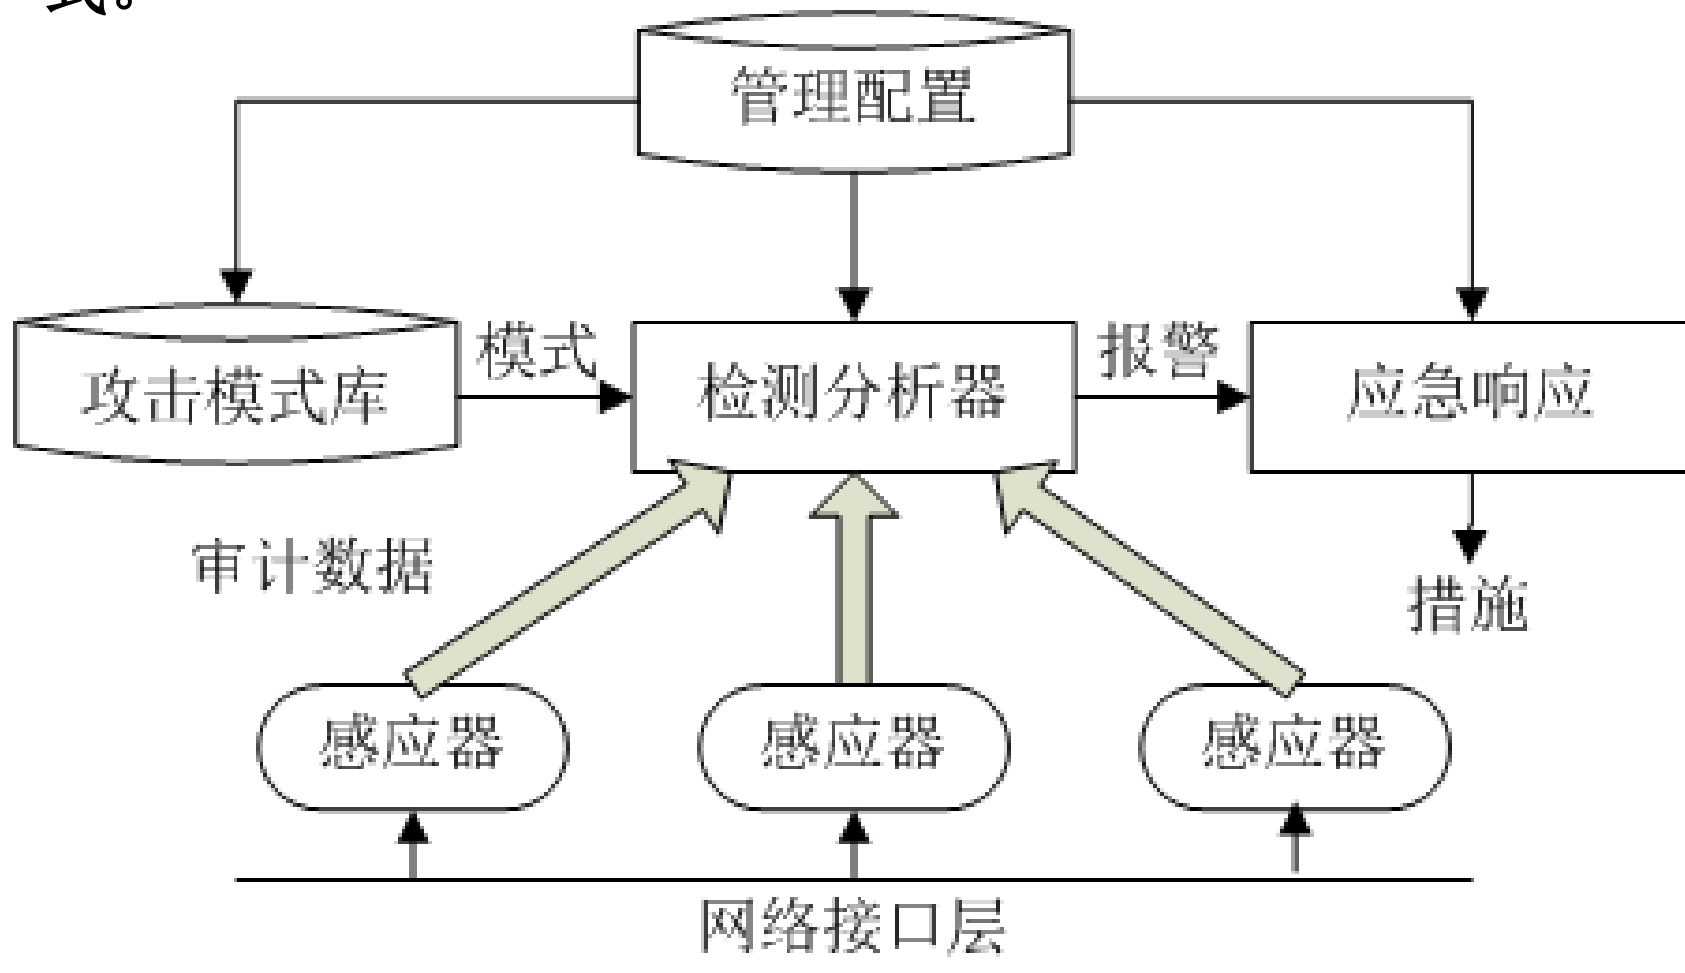 式。
管理配置
攻击模式库
模式
检测分析器
报警
应急响应
审计数据
措施
感应器
感应器
感应器
网络接口层